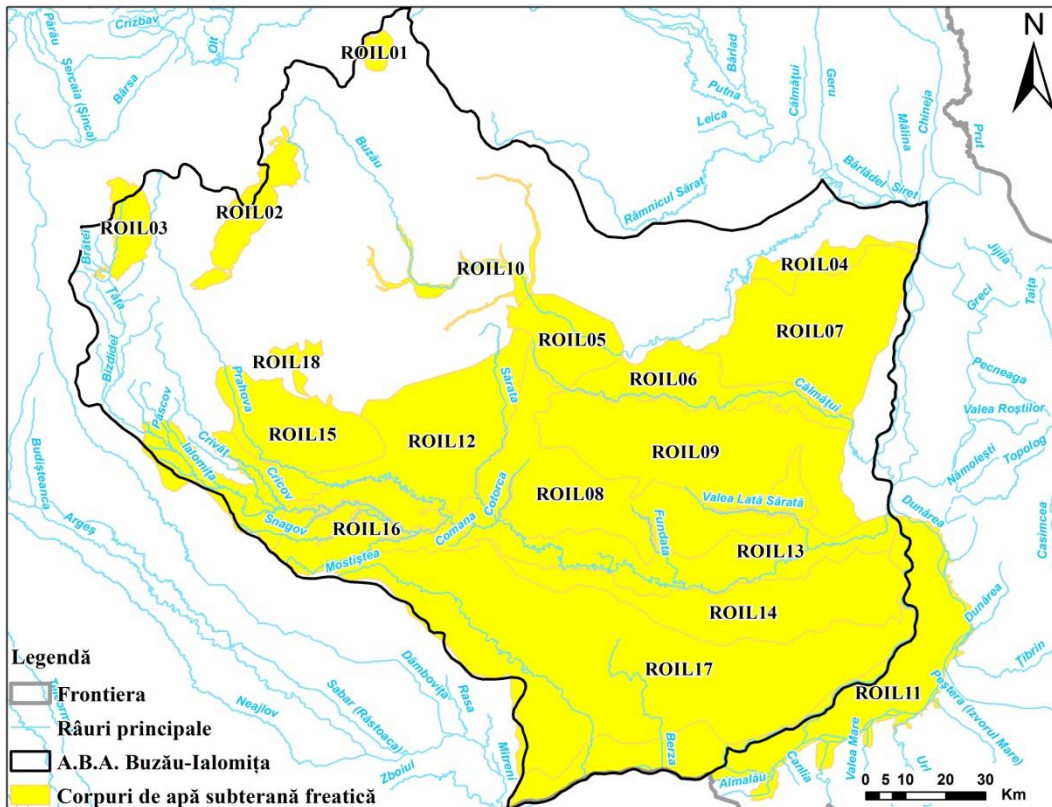 Crizbav
Olt
Pârâu
Șercaia (Șinca)
Bârsa
ROIL01
N
Bârlad
Putna
Leica
Călmățui
Geru
Mălina
Chineja
Prut
Bârlădel
Siret
Râmnicul Sărat
Buzău
ROIL02
ROIL03
Brătei
Tâța
Bizdidel
ROIL10
ROIL04
Jijila
Greci
Taița
ROIL07
ROIL05
ROIL06
ROIL18
Prahova
Sărata
Călmățui
Pecneaga
Valea Roștilor
Pâscov
ROIL15
ROIL12
Crivăț
Ialomița
Cricov
ROIL09
Topolog
Nămolești
Budișteanca
Cotorca
ROIL08
Valea Lată Sărată
Argeș
Snagov
ROIL16
Comana
Fundata
ROIL13
Dunărea
Casimcea
Mostiștea
ROIL14
Dunărea
ROIL17
Țibrin
Peștera (Izvorul Mare)
ROIL11
Dâmbovița
Rasa
Neajlov
Sabar (Răstoaca)
Zboiul
Mitreni
Berza
Almalău
Canlia
Valea Mare
Url
Legendă
Frontiera
Râuri principale
A.B.A. Buzău-Ialomița
Corpuri de apă subterană freatică
0 5 10 20 30
Km